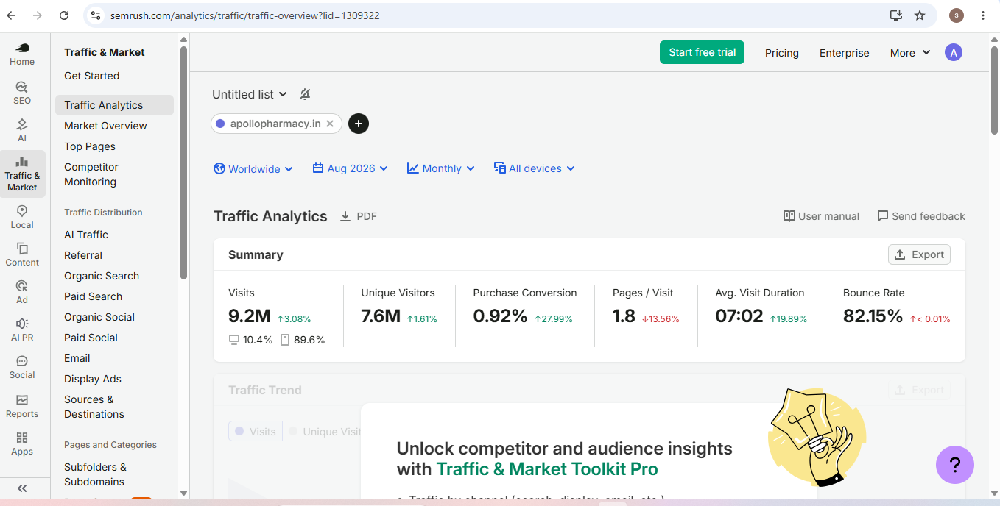 semrush.com/analytics/traffic/traffic-overview?lid=1309322
S
Home
SEO
AI
Traffic &
Market
Local
Content
Ad
AI PR
Social
Reports
Apps
Traffic & Market
Get Started
Traffic Analytics
Market Overview
Top Pages
Competitor
Monitoring
Traffic Distribution
AI Traffic
Referral
Organic Search
Paid Search
Organic Social
Paid Social
Email
Display Ads
Sources &
Destinations
Pages and Categories
Subfolders &
Subdomains
Start free trial Pricing Enterprise More A
Untitled list
apollopharmacy.in
Worldwide Aug 2026 Monthly All devices
Traffic Analytics PDF User manual Send feedback
Summary Export
Visits Unique Visitors Purchase Conversion Pages / Visit Avg. Visit Duration Bounce Rate
9.2M ↑3.08% 7.6M ↑1.61% 0.92% ↑27.99% 1.8 ↓13.56% 07:02 ↑19.89% 82.15% ↑< 0.01%
10.4% 89.6%
Traffic Trend Export
Visits Unique Visit
Unlock competitor and audience insights
with Traffic & Market Toolkit Pro
Traffic by channel (search, display, email, etc.)
?